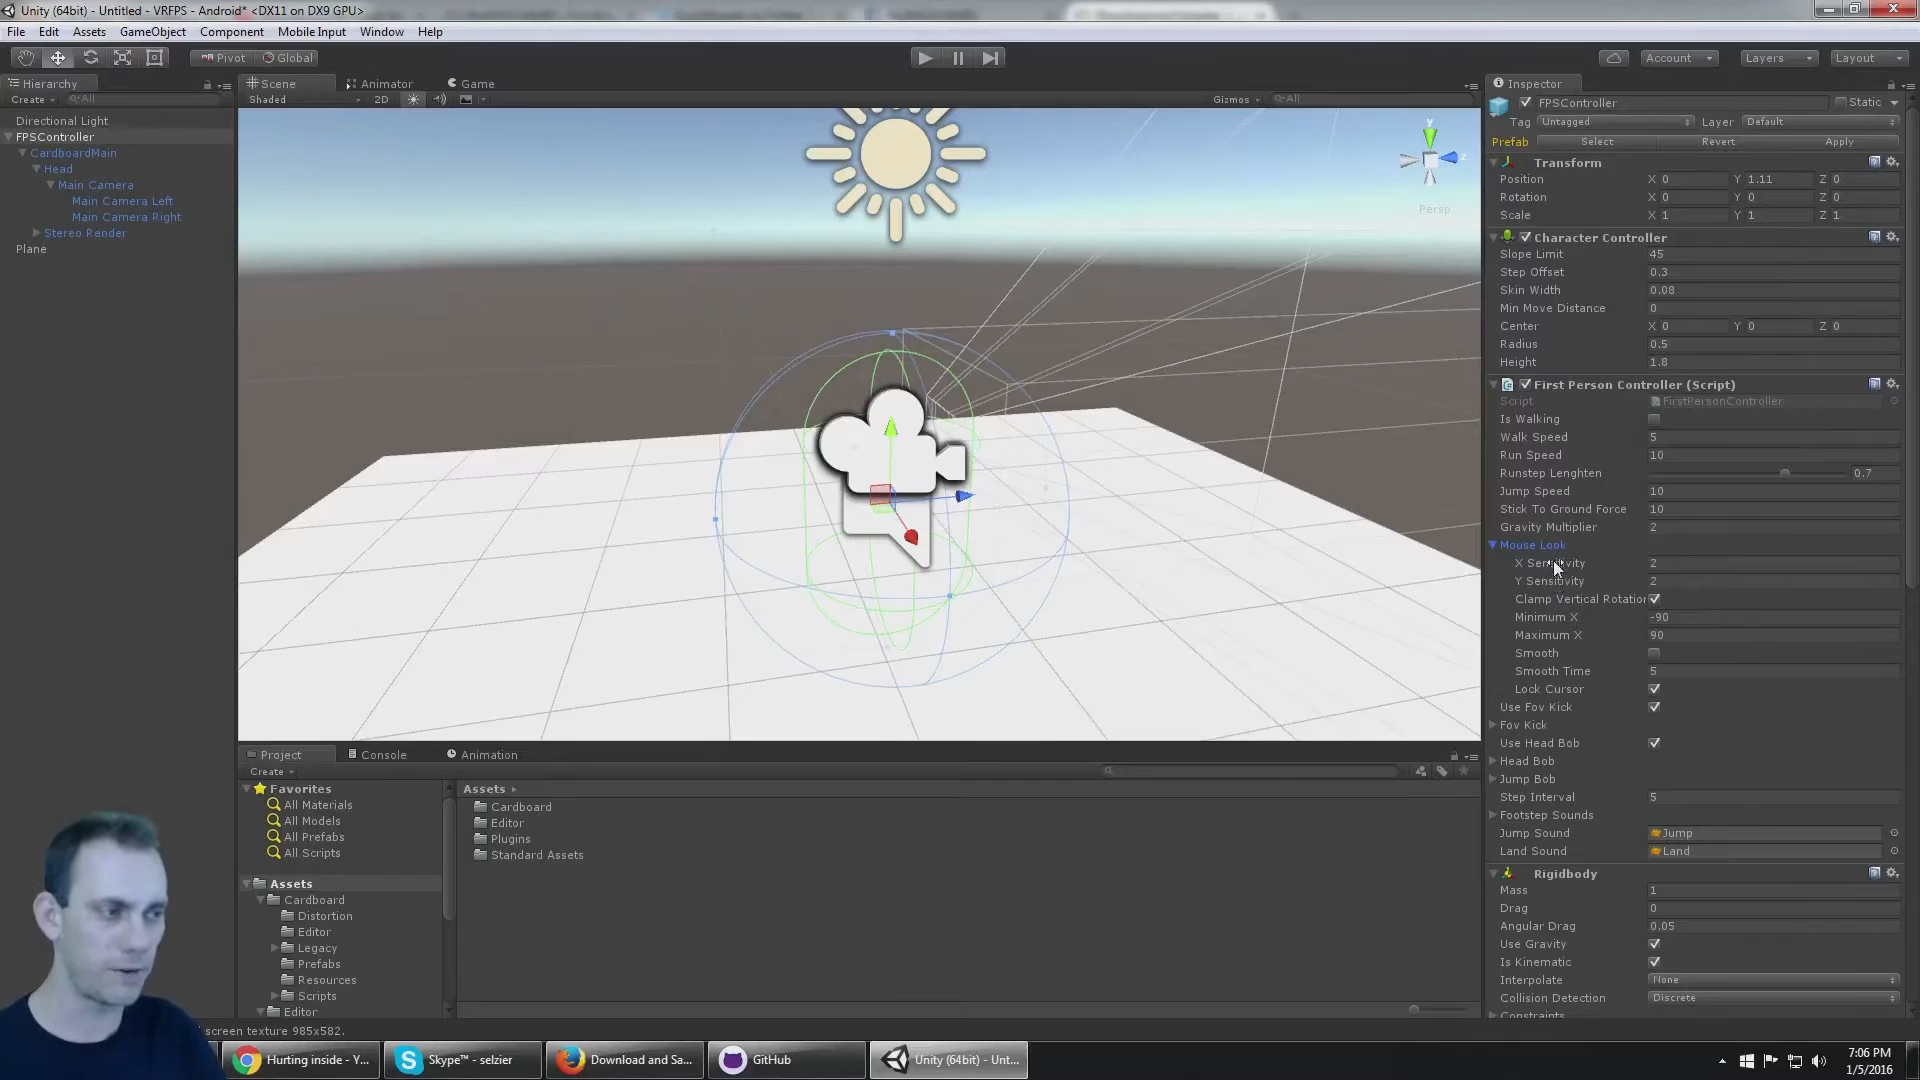 Unity (64bit) - Untitled - VRFPS - Android* <DX11 on DX9 GPU>
File Edit Assets GameObject Component Mobile Input Window Help
Pivot Global Account Layers Layout
Hierarchy
Create All
Directional Light
FPSController
CardboardMain
Head
Main Camera
Main Camera Left
Main Camera Right
Stereo Render
Plane
Scene Animator Game
Shaded 2D Gizmos All
y
z
Persp
Project Console Animation
Create
Favorites
All Materials
All Models
All Prefabs
All Scripts
Assets
Cardboard
Distortion
Editor
Legacy
Prefabs
Resources
Scripts
Editor
Assets
Cardboard
Editor
Plugins
Standard Assets
Inspector
FPSController Static
Tag Untagged Layer Default
Prefab Select Revert Apply
Transform
Position X 0 Y 1.11 Z 0
Rotation X 0 Y 0 Z 0
Scale X 1 Y 1 Z 1
Character Controller
Slope Limit 45
Step Offset 0.3
Skin Width 0.08
Min Move Distance 0
Center X 0 Y 0 Z 0
Radius 0.5
Height 1.8
First Person Controller (Script)
Script FirstPersonController
Is Walking
Walk Speed 5
Run Speed 10
Runstep Lenghten 0.7
Jump Speed 10
Stick To Ground Force 10
Gravity Multiplier 2
Mouse Look
X Sensitivity 2
Y Sensitivity 2
Clamp Vertical Rotation
Minimum X -90
Maximum X 90
Smooth
Smooth Time 5
Lock Cursor
Use Fov Kick
Fov Kick
Use Head Bob
Head Bob
Jump Bob
Step Interval 5
Footstep Sounds
Jump Sound Jump
Land Sound Land
Rigidbody
Mass 1
Drag 0
Angular Drag 0.05
Use Gravity
Is Kinematic
Interpolate None
Collision Detection Discrete
Constraints
screen texture 985x582.
Hurting inside - Y... Skype™ - selzier Download and Sa... GitHub Unity (64bit) - Unt...
7:06 PM
1/5/2016